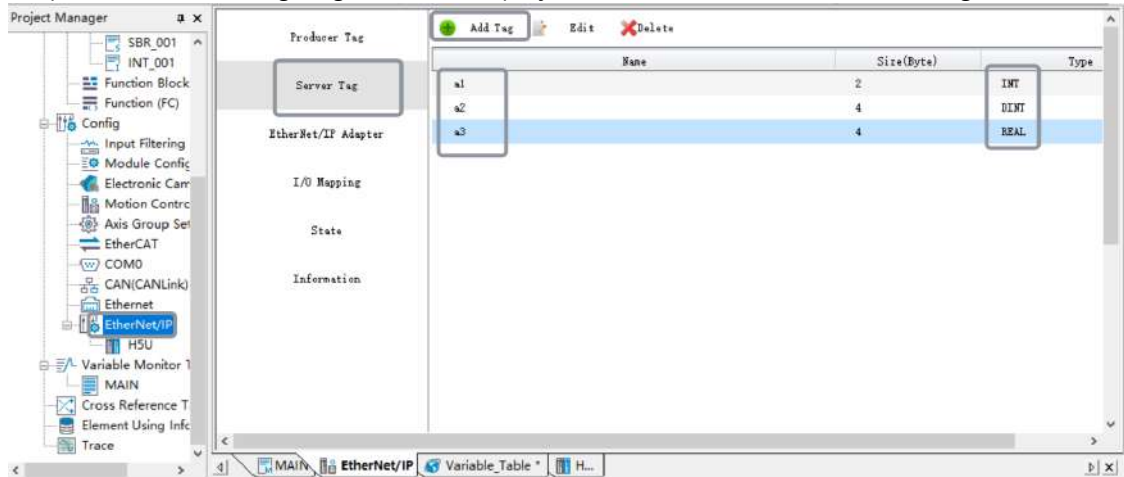 Project Manager
SBR_001
INT_001
Function Block
Function (FC)
Config
Input Filtering
Module Config
Electronic Cam
Motion Contrc
Axis Group Set
EtherCAT
COM0
CAN(CANLink)
Ethernet
EtherNet/IP
H5U
Variable Monitor T
MAIN
Cross Reference T
Element Using Infc
Trace
Producer Tag
Server Tag
EtherNet/IP Adapter
I/O Mapping
State
Information
Add Tag Edit Delete
Name Size(Byte) Type
a1 2 INT
a2 4 DINT
a3 4 REAL
MAIN EtherNet/IP Variable_Table * H...